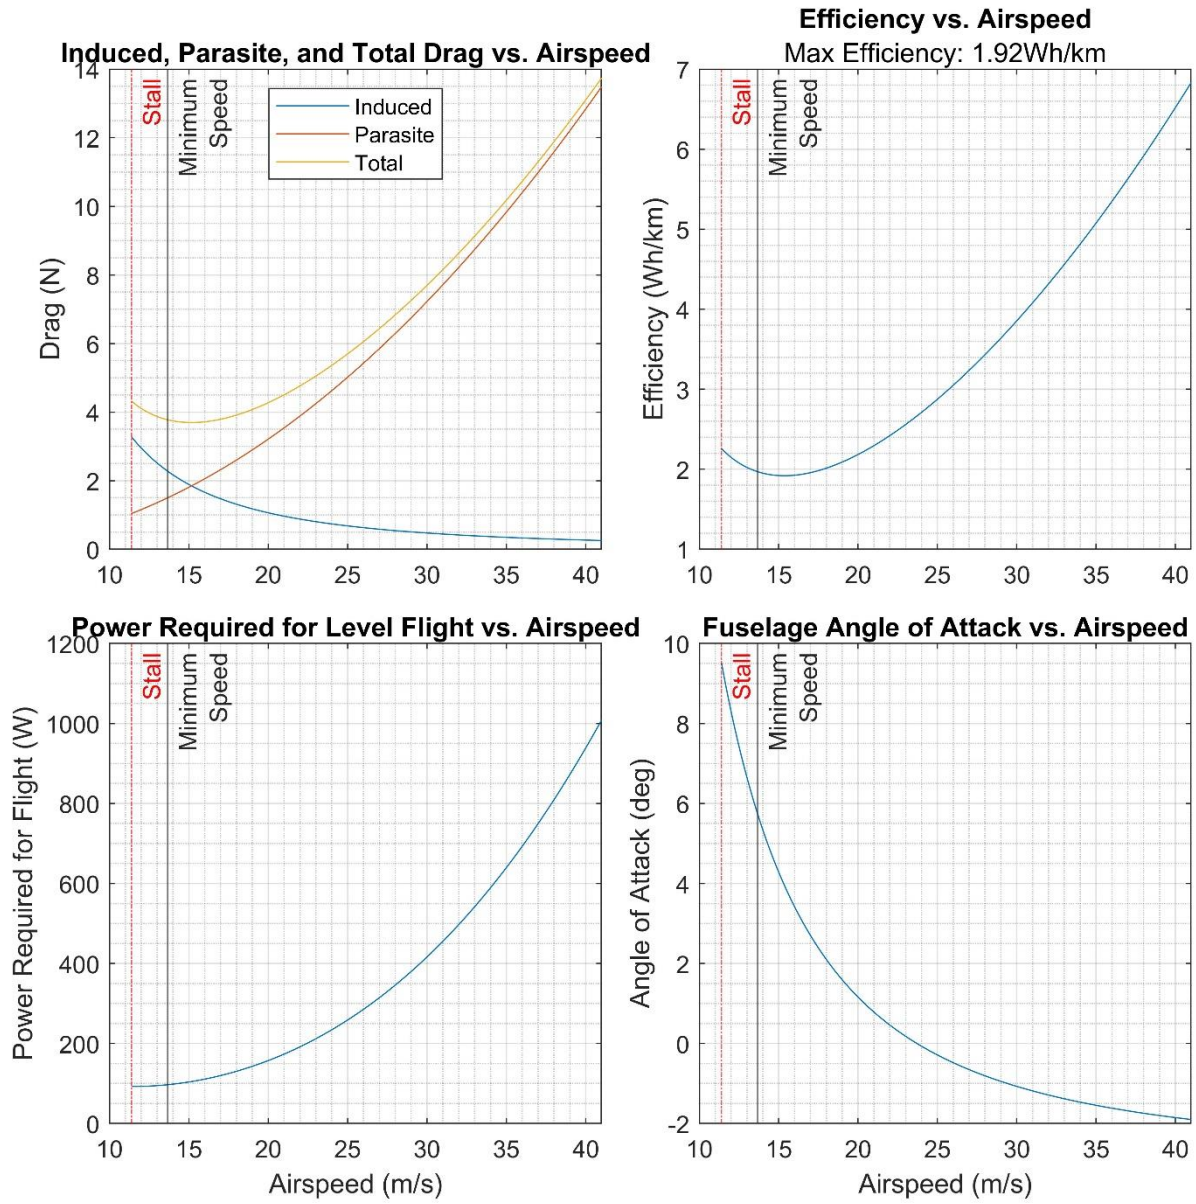 Induced, Parasite, and Total Drag vs. Airspeed
14
12
10
8
6
4
2
0
Drag (N)
Stall
Minimum
Speed
Induced
Parasite
Total
10
15
20
25
30
35
40
Efficiency vs. Airspeed
Max Efficiency: 1.92Wh/km
7
6
5
4
3
2
1
Efficiency (Wh/km)
Stall
Minimum
Speed
10
15
20
25
30
35
40
Power Required for Level Flight vs. Airspeed
1200
1000
800
600
400
200
0
Power Required for Flight (W)
Stall
Minimum
Speed
10
15
20
25
30
35
40
Airspeed (m/s)
Fuselage Angle of Attack vs. Airspeed
10
8
6
4
2
0
-2
Angle of Attack (deg)
Stall
Minimum
Speed
10
15
20
25
30
35
40
Airspeed (m/s)